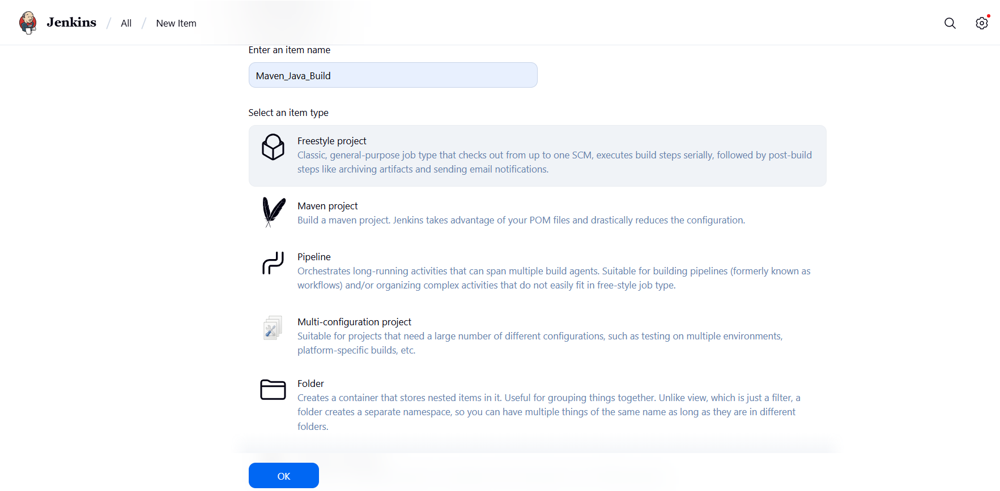 Jenkins / All / New Item
Enter an item name
Maven_Java_Build
Select an item type
Freestyle project
Classic, general-purpose job type that checks out from up to one SCM, executes build steps serially, followed by post-build
steps like archiving artifacts and sending email notifications.
Maven project
Build a maven project. Jenkins takes advantage of your POM files and drastically reduces the configuration.
Pipeline
Orchestrates long-running activities that can span multiple build agents. Suitable for building pipelines (formerly known as
workflows) and/or organizing complex activities that do not easily fit in free-style job type.
Multi-configuration project
Suitable for projects that need a large number of different configurations, such as testing on multiple environments,
platform-specific builds, etc.
Folder
Creates a container that stores nested items in it. Useful for grouping things together. Unlike view, which is just a filter, a
folder creates a separate namespace, so you can have multiple things of the same name as long as they are in different
folders.
OK